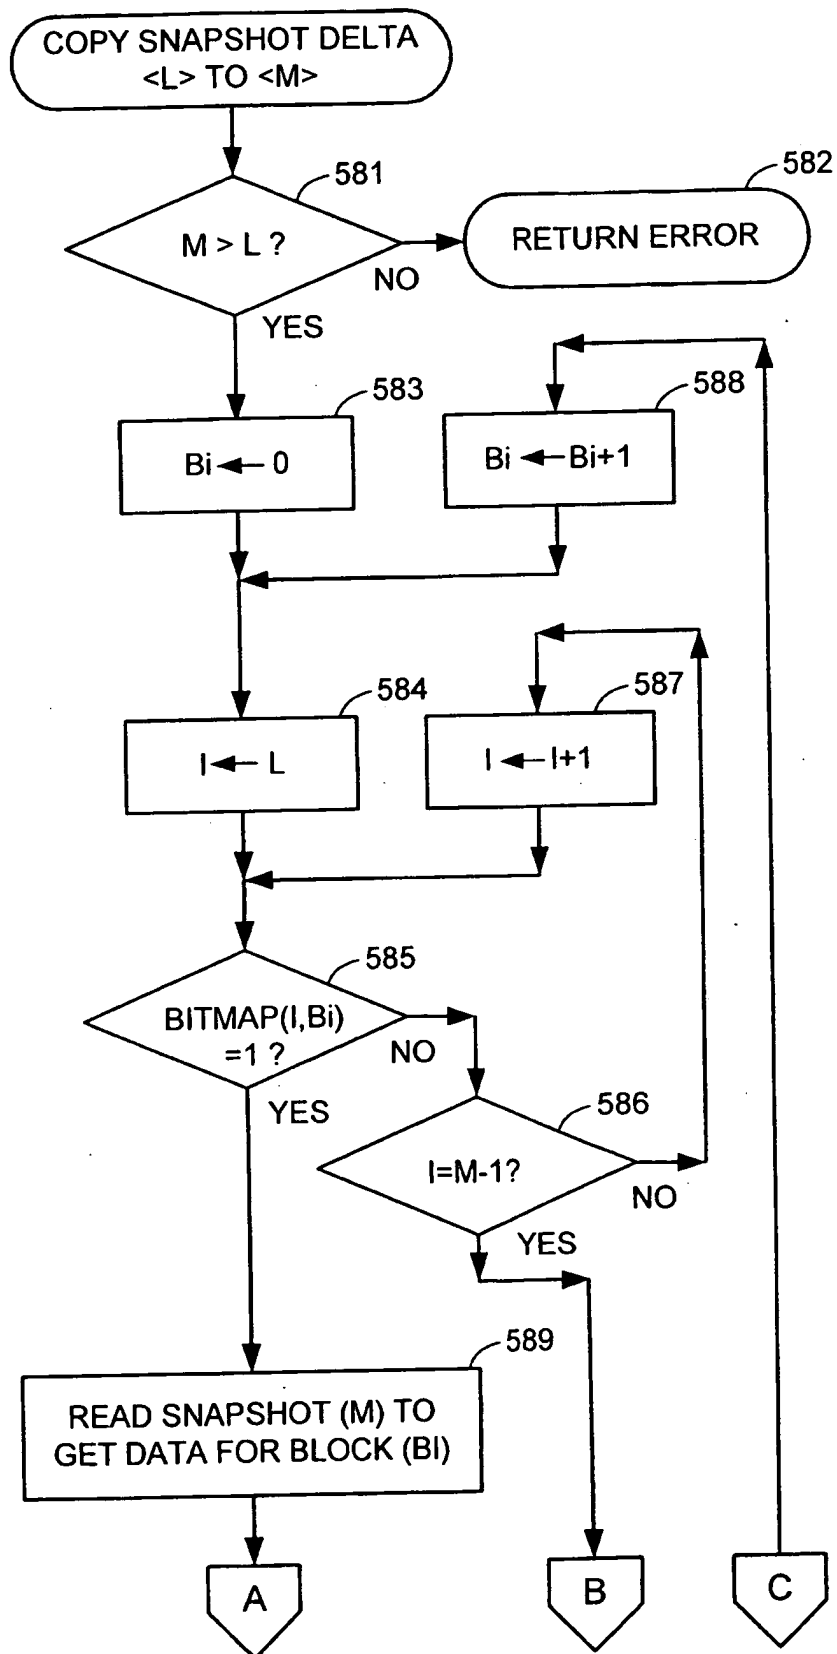 COPY SNAPSHOT DELTA
<L> TO <M>
581
M > L ?
582
RETURN ERROR
NO
YES
583
Bi ← 0
588
Bi ← Bi+1
584
I ← L
587
I ← I+1
585
BITMAP(I,Bi)
=1 ?
NO
YES
586
I=M-1?
NO
YES
589
READ SNAPSHOT (M) TO
GET DATA FOR BLOCK (BI)
A
B
C